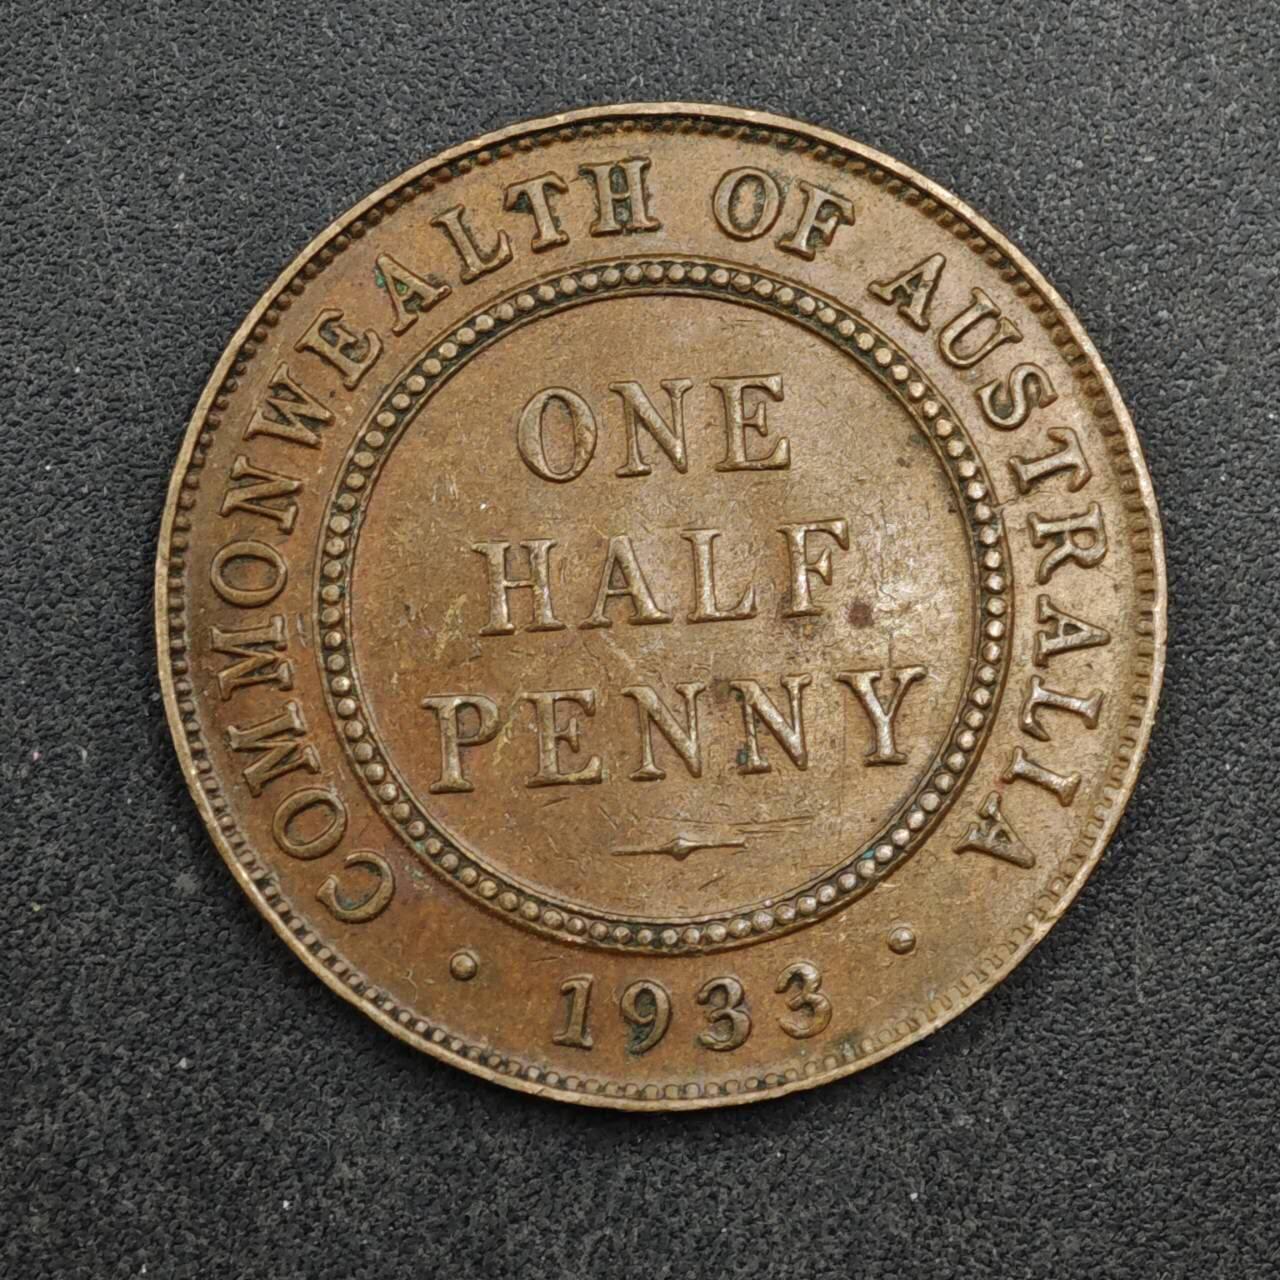 COMMONWEALTH OF AUSTRALIA
ONE
HALF
PENNY
· 1933 ·